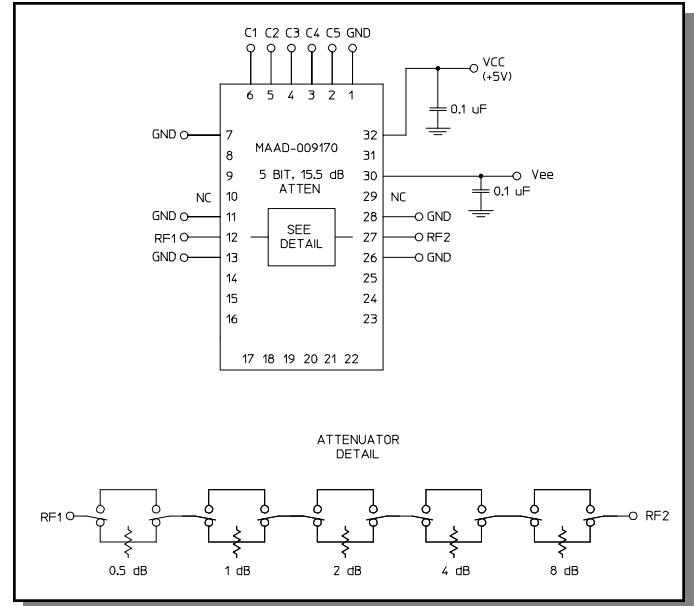 C1 C2 C3 C4 C5 GND
VCC
(+5V)
6 5 4 3 2 1
0.1 uF
GND 7 32
MAAD-009170
8 31
9 5 BIT, 15.5 dB 30 Vee
ATTEN
0.1 uF
NC 10 29 NC
GND 11 28 GND
RF1 12 SEE 27 RF2
DETAIL
GND 13 26 GND
14 25
15 24
16 23
17 18 19 20 21 22
ATTENUATOR
DETAIL
RF1 RF2
0.5 dB 1 dB 2 dB 4 dB 8 dB